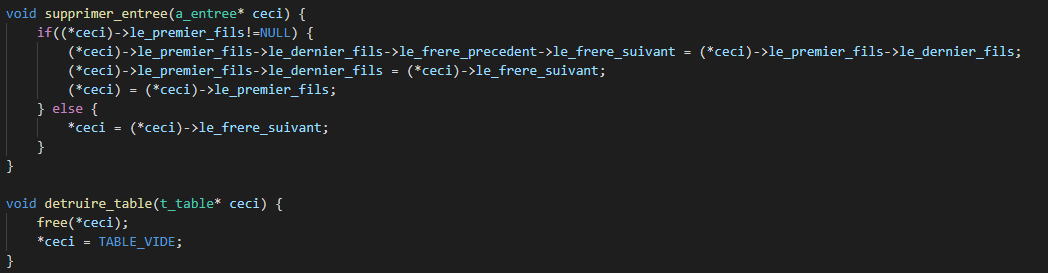 void supprimer_entree(a_entree* ceci) {
    if((*ceci)->le_premier_fils!=NULL) {
        (*ceci)->le_premier_fils->le_dernier_fils->le_frere_precedent->le_frere_suivant = (*ceci)->le_premier_fils->le_dernier_fils;
        (*ceci)->le_premier_fils->le_dernier_fils = (*ceci)->le_frere_suivant;
        (*ceci) = (*ceci)->le_premier_fils;
    } else {
        *ceci = (*ceci)->le_frere_suivant;
    }
}

void detruire_table(t_table* ceci) {
    free(*ceci);
    *ceci = TABLE_VIDE;
}